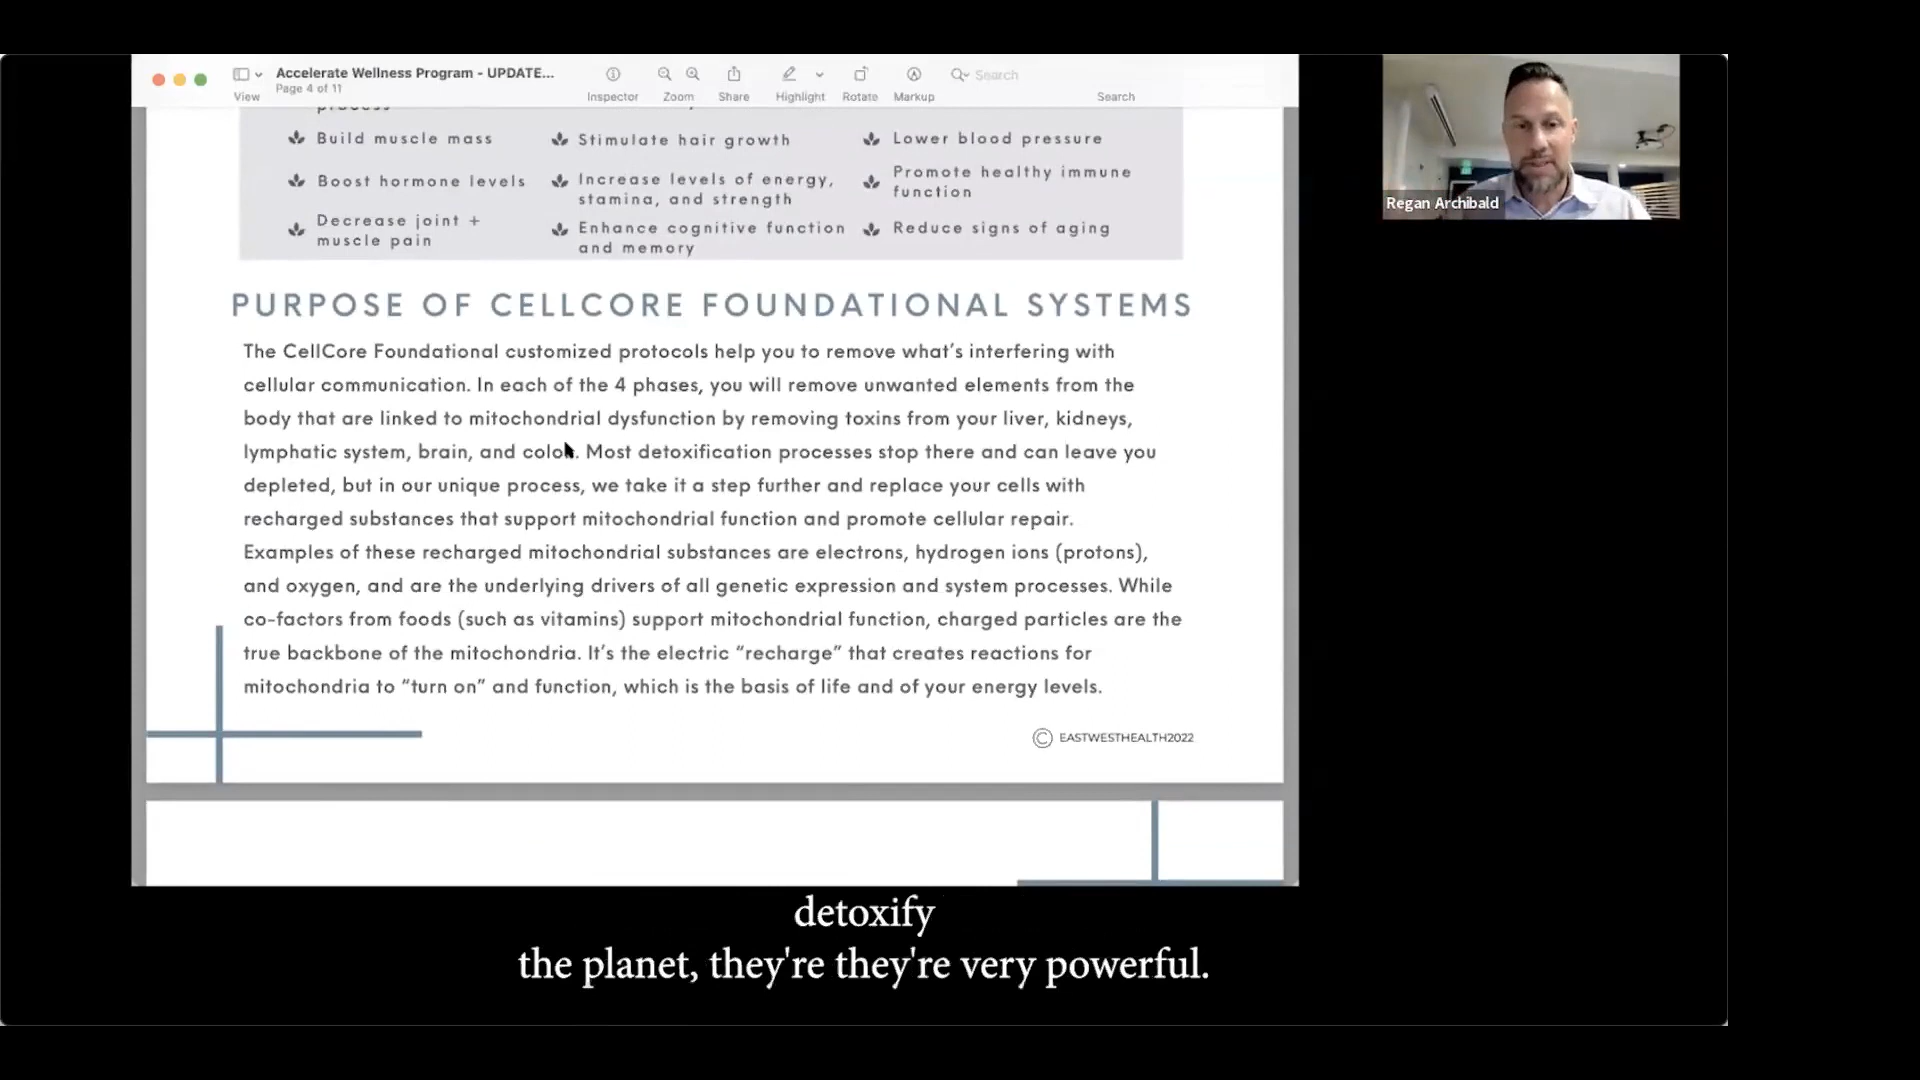 Accelerate Wellness Program - UPDATE...
Page 4 of 11
View
Inspector
Zoom
Share
Highlight
Rotate
Markup
Search
Search
process
Build muscle mass
Stimulate hair growth
Lower blood pressure
Boost hormone levels
Increase levels of energy,
stamina, and strength
Promote healthy immune
function
Decrease joint +
muscle pain
Enhance cognitive function
and memory
Reduce signs of aging
PURPOSE OF CELLCORE FOUNDATIONAL SYSTEMS
The CellCore Foundational customized protocols help you to remove what's interfering with
cellular communication. In each of the 4 phases, you will remove unwanted elements from the
body that are linked to mitochondrial dysfunction by removing toxins from your liver, kidneys,
lymphatic system, brain, and colon. Most detoxification processes stop there and can leave you
depleted, but in our unique process, we take it a step further and replace your cells with
recharged substances that support mitochondrial function and promote cellular repair.
Examples of these recharged mitochondrial substances are electrons, hydrogen ions (protons),
and oxygen, and are the underlying drivers of all genetic expression and system processes. While
co-factors from foods (such as vitamins) support mitochondrial function, charged particles are the
true backbone of the mitochondria. It's the electric “recharge” that creates reactions for
mitochondria to “turn on” and function, which is the basis of life and of your energy levels.
© EASTWESTHEALTH2022
Regan Archibald
detoxify
the planet, they're they're very powerful.